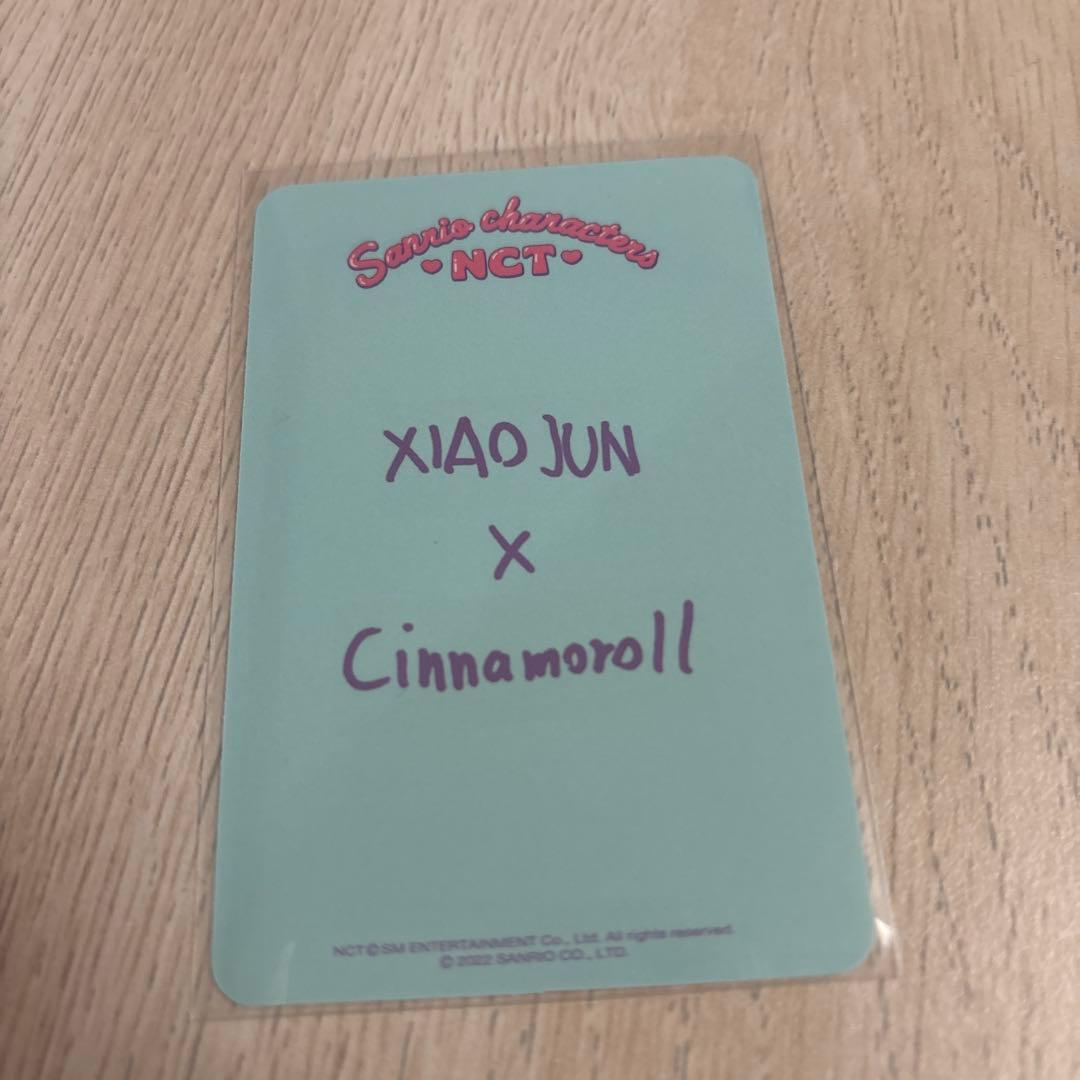 Sanrio characters
NCT
XIAO JUN
X
Cinnamoroll
NCT©SM ENTERTAINMENT Co., Ltd. All rights reserved.
© 2022 SANRIO CO., LTD.